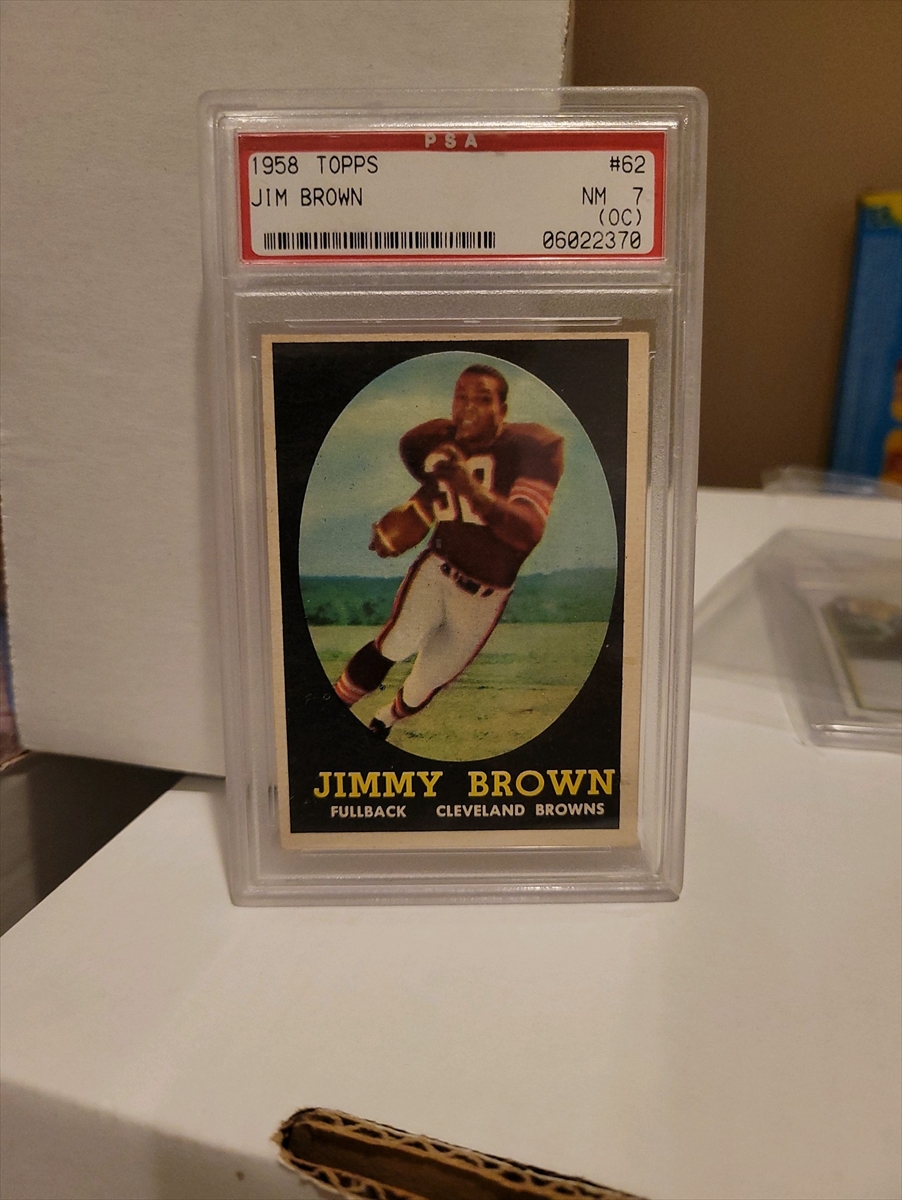 PSA
1958 TOPPS #62
JIM BROWN NM 7
(OC)
06022370
JIMMY BROWN
FULLBACK CLEVELAND BROWNS